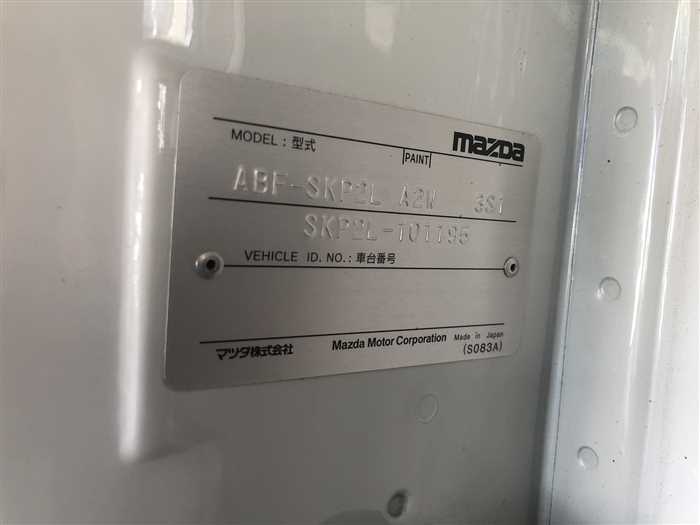 MODEL : 型式 PAINT mazda
ABF-SKP2L A2W 3S1
SKP2L-101195
VEHICLE ID. NO. : 車台番号
マツダ株式会社 Mazda Motor Corporation Made in Japan
(S083A)